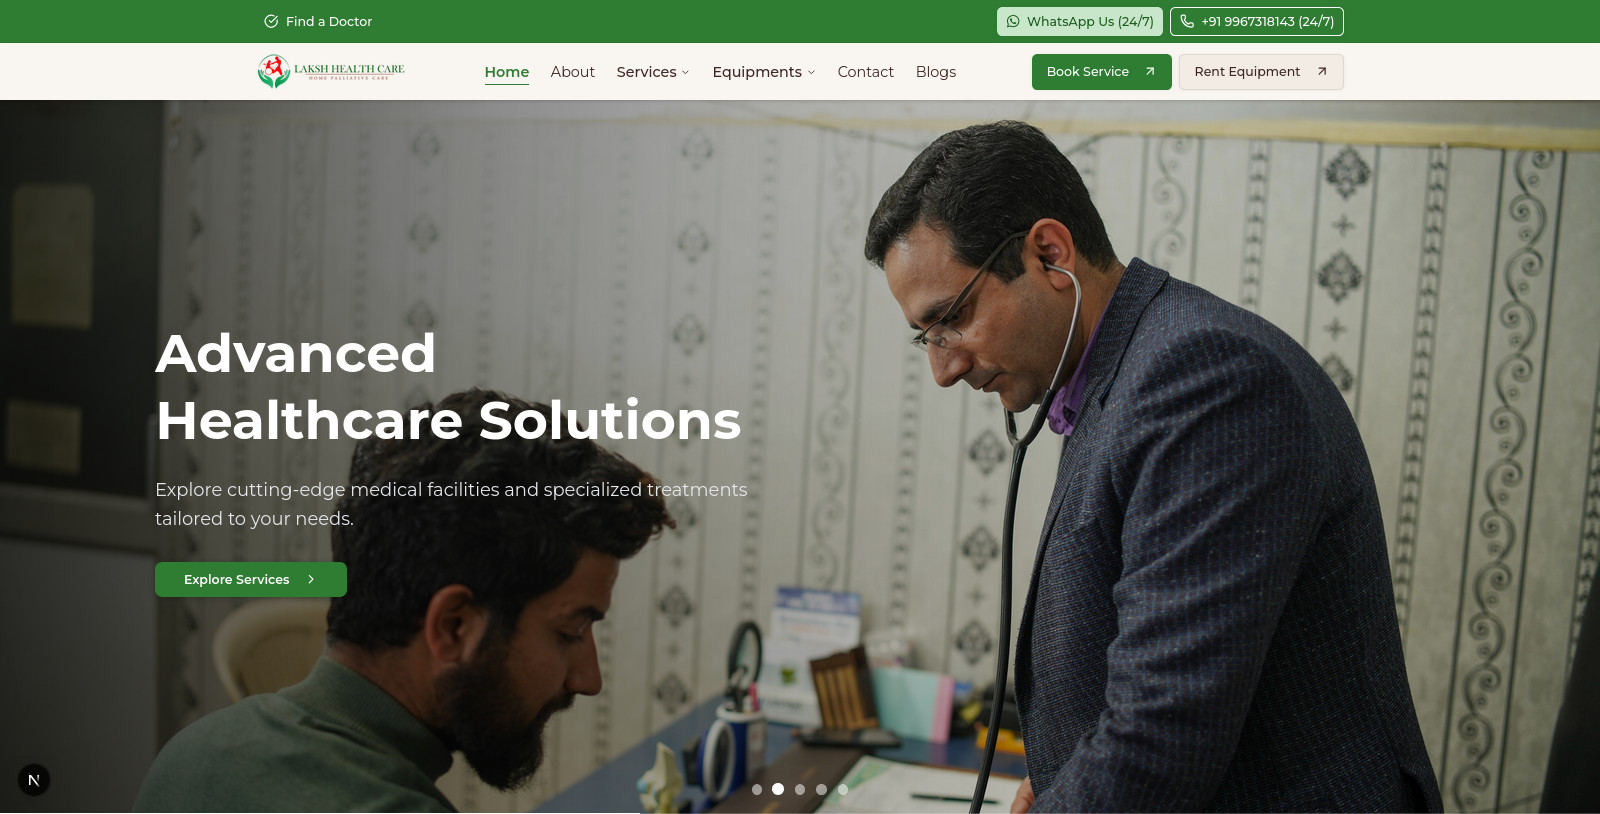 Find a Doctor
WhatsApp Us (24/7)
+91 9967318143 (24/7)
LAKSH HEALTH CARE
HOME PALLIATIVE CARE
Home
About
Services
Equipments
Contact
Blogs
Book Service
Rent Equipment
Advanced
Healthcare Solutions
Explore cutting-edge medical facilities and specialized treatments
tailored to your needs.
Explore Services
N